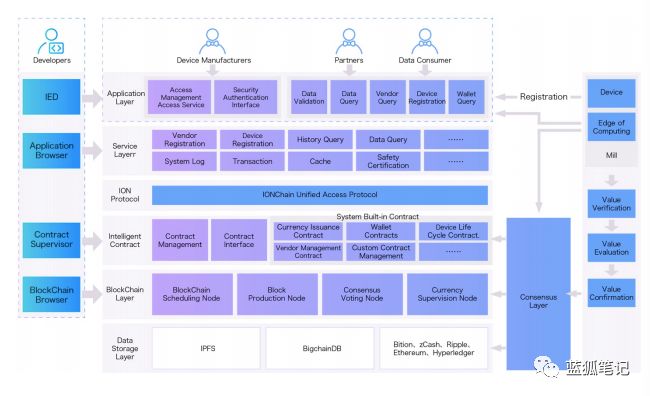 Developers
Device Manufacturers
Partners
Data Consumer
IED
Application
Layer
Access
Management
Access Service
Security
Authentication
Interface
Data
Validation
Data
Query
Vendor
Query
Device
Registration
Wallet
Query
Registration
Device
Edge of
Computing
Mill
Application
Browser
Service
Layerr
Vendor
Registration
Device
Registration
History Query
Data Query
······
System Log
Transaction
Cache
Safety
Certification
······
ION
Protocol
IONChain Unified Access Protocol
Value
Verification
Contract
Supervisor
Intelligent
Contract
Contract
Management
Contract
Interface
System Built-in Contract
Currency Issuance
Contract
Wallet
Contracts
Device Life
Cycle Contract.
Vendor Management
Contract
Custom Contract
Management
······
Value
Evaluation
BlockChain
Browser
BlockChain
Layer
BlockChain
Scheduling Node
Block
Production Node
Consensus
Voting Node
Currency
Supervision Node
Consensus
Layer
Value
Confirmation
Data
Storage
Layer
IPFS
BigchainDB
Bition、zCash、Ripple、
Ethereum、Hyperledger
蓝狐笔记